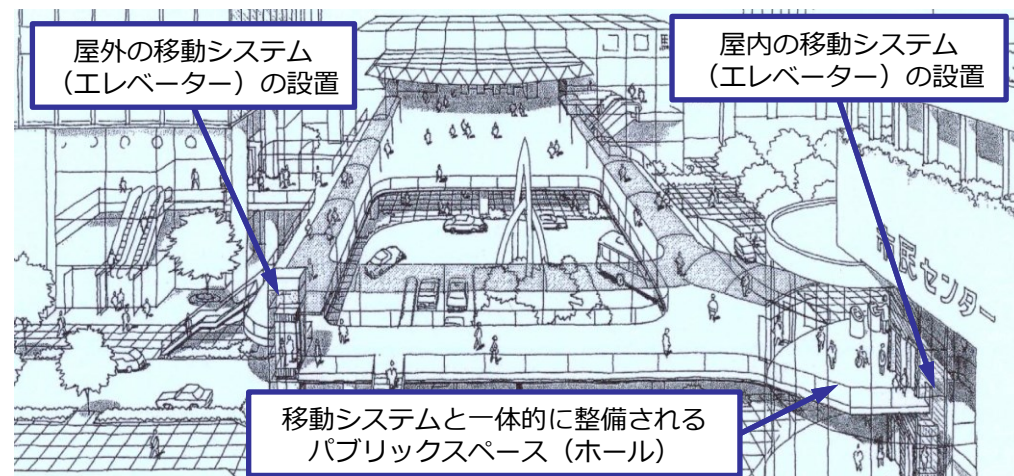 屋外の移動システム
（エレベーター）の設置
屋内の移動システム
（エレベーター）の設置
市民センター
移動システムと一体的に整備される
パブリックスペース（ホール）